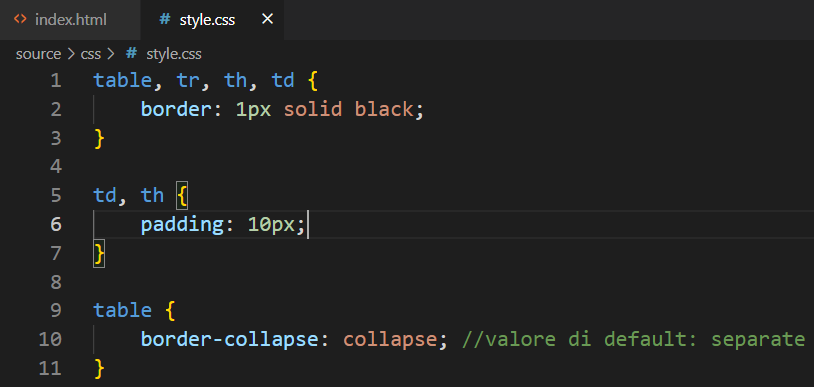 <> index.html # style.css ×
source > css > # style.css
1 table, tr, th, td {
2     border: 1px solid black;
3 }
4
5 td, th {
6     padding: 10px;
7 }
8
9 table {
10     border-collapse: collapse; //valore di default: separate
11 }